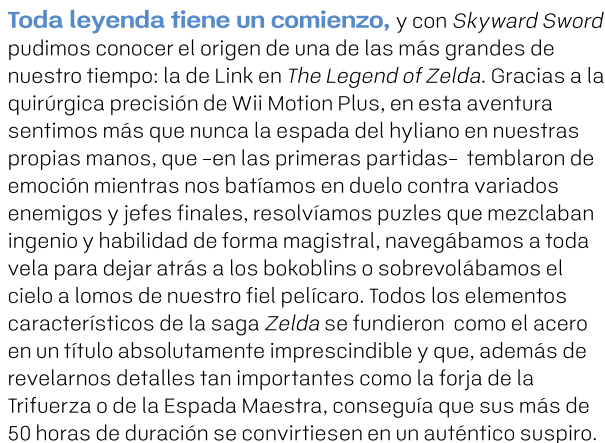 Toda leyenda tiene un comienzo, y con Skyward Sword
pudimos conocer el origen de una de las más grandes de
nuestro tiempo: la de Link en The Legend of Zelda. Gracias a la
quirúrgica precisión de Wii Motion Plus, en esta aventura
sentimos más que nunca la espada del hyliano en nuestras
propias manos, que –en las primeras partidas– temblaron de
emoción mientras nos batíamos en duelo contra variados
enemigos y jefes finales, resolvíamos puzles que mezclaban
ingenio y habilidad de forma magistral, navegábamos a toda
vela para dejar atrás a los bokoblins o sobrevolábamos el
cielo a lomos de nuestro fiel pelícaro. Todos los elementos
característicos de la saga Zelda se fundieron como el acero
en un título absolutamente imprescindible y que, además de
revelarnos detalles tan importantes como la forja de la
Trifuerza o de la Espada Maestra, conseguía que sus más de
50 horas de duración se convirtiesen en un auténtico suspiro.